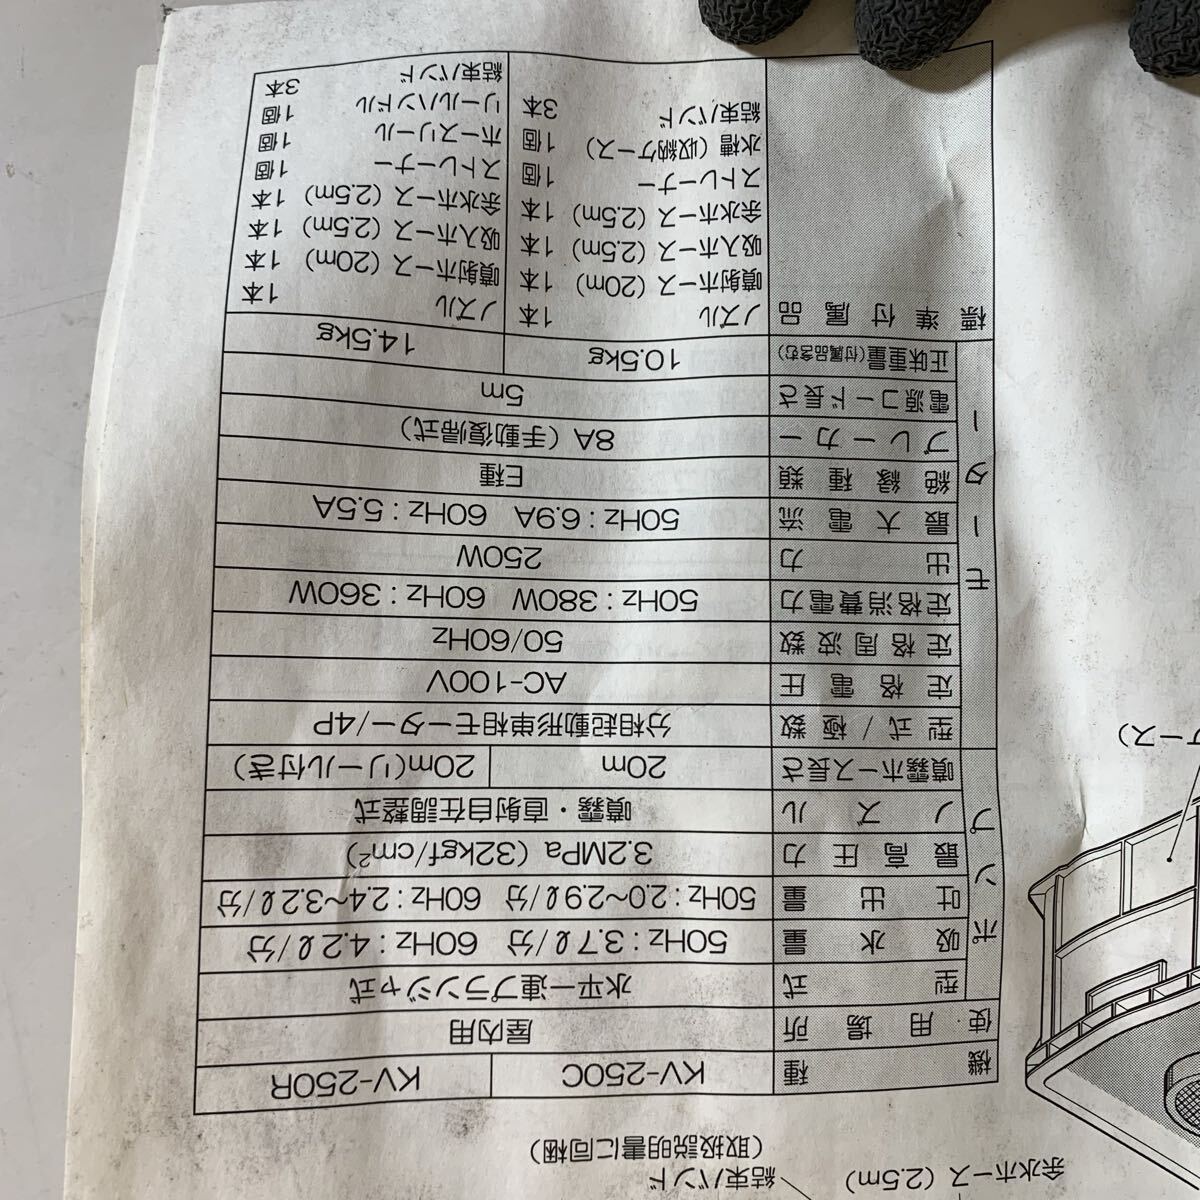 余水ホース (2.5m)
結束バンド
(取扱説明書に同梱)
機種 KV-250C KV-250R
使用場所 屋内用
ポンプ
型式 水平一連プランジャ式
吸水量 50Hz：3.7ℓ/分 60Hz：4.2ℓ/分
吐出量 50Hz：2.0~2.9ℓ/分 60Hz：2.4~3.2ℓ/分
最高圧力 3.2MPa (32kgf/cm²)
ノズル 噴霧・直射自在調整式
噴霧ホース長さ 20m 20m(リール付き)
モーター
型式/極数 分相起動形単相モーター/4P
定格電圧 AC-100V
定格周波数 50/60Hz
定格消費電力 50Hz：380W 60Hz：360W
出力 250W
最大電流 50Hz：6.9A 60Hz：5.5A
絶縁種類 E種
ブレーカー 8A (手動復帰式)
電源コード長さ 5m
正味重量(付属品含む) 10.5kg 14.5kg
標準付属品
ノズル 1本
噴射ホース (20m) 1本
吸入ホース (2.5m) 1本
余水ホース (2.5m) 1本
ストレーナー 1個
水槽 (収納ケース) 1個
結束バンド 3本
ノズル 1本
噴射ホース (20m) 1本
吸入ホース (2.5m) 1本
余水ホース (2.5m) 1本
ストレーナー 1個
ホースリール 1個
リールハンドル 1個
結束バンド 3本
ケース)